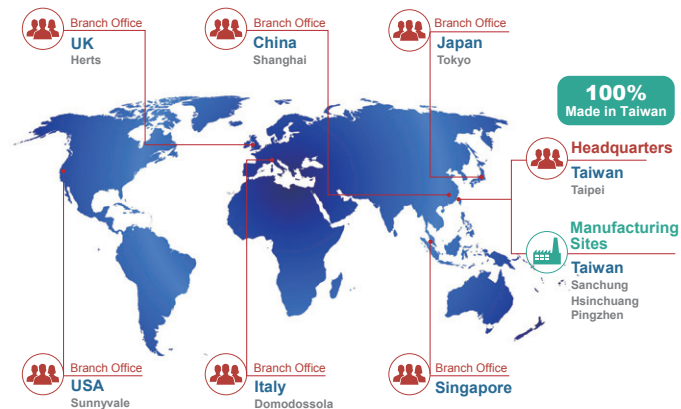 Branch Office
UK
Herts
Branch Office
China
Shanghai
Branch Office
Japan
Tokyo
100%
Made in Taiwan
Headquarters
Taiwan
Taipei
Manufacturing
Sites
Taiwan
Sanchung
Hsinchuang
Pingzhen
Branch Office
USA
Sunnyvale
Branch Office
Italy
Domodossola
Branch Office
Singapore